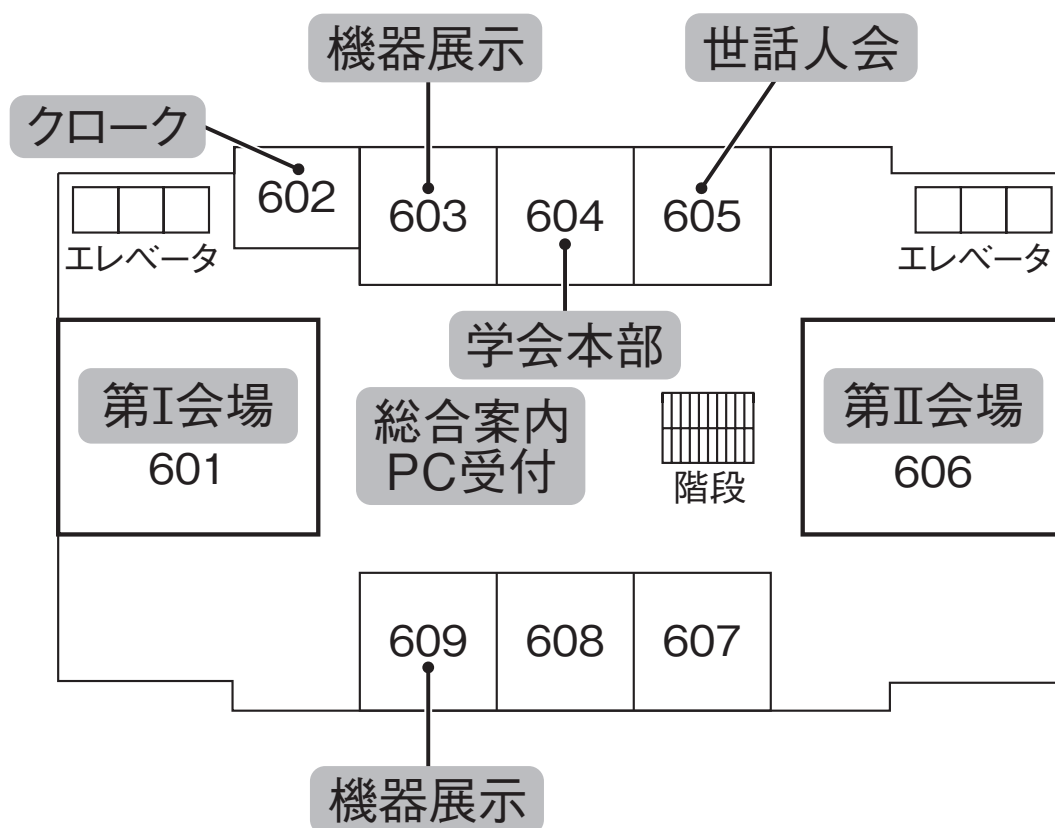 機器展示
世話人会
クローク
602
603
604
605
エレベータ
エレベータ
学会本部
第Ⅰ会場
601
総合案内
PC受付
階段
第Ⅱ会場
606
609
608
607
機器展示